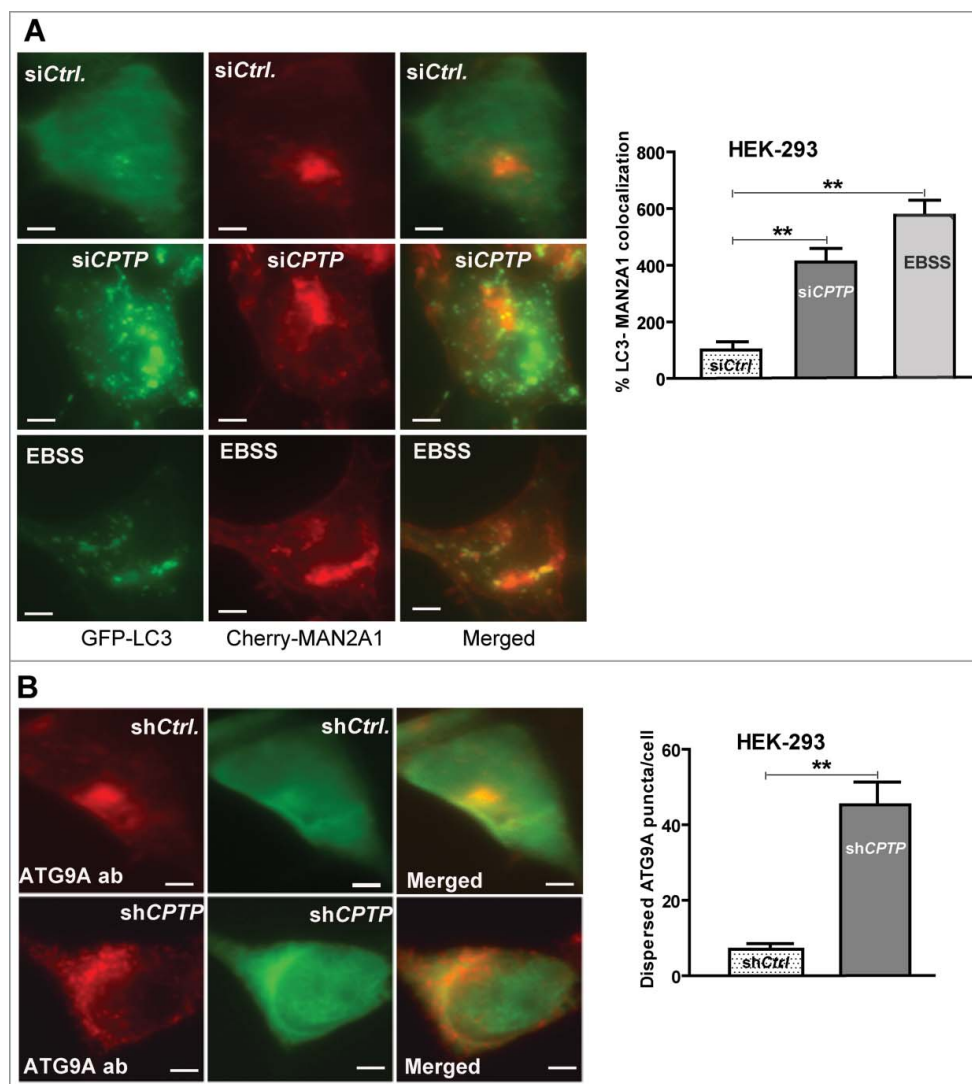 A
siCtrl.
siCtrl.
siCtrl.
siCPTP
siCPTP
siCPTP
EBSS
EBSS
EBSS
GFP-LC3
Cherry-MAN2A1
Merged
HEK-293
% LC3- MAN2A1 colocalization
800
600
400
200
0
**
**
siCtrl
siCPTP
EBSS
B
shCtrl.
shCtrl.
ATG9A ab
Merged
shCPTP
shCPTP
ATG9A ab
Merged
HEK-293
Dispersed ATG9A puncta/cell
60
40
20
0
**
shCtrl
shCPTP